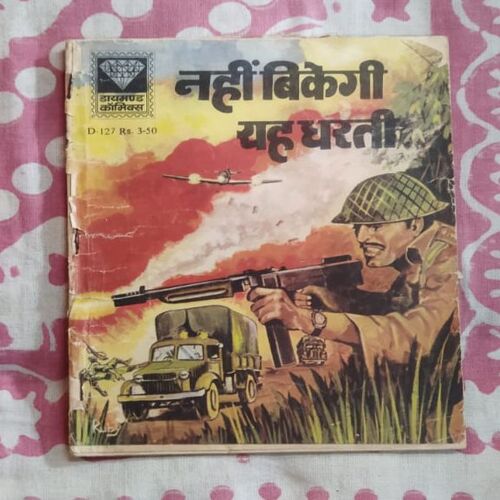 डायमण्ड
कॉमिक्स
D-127 Rs. 3-50
नहीं बिकेगी
यह धरती